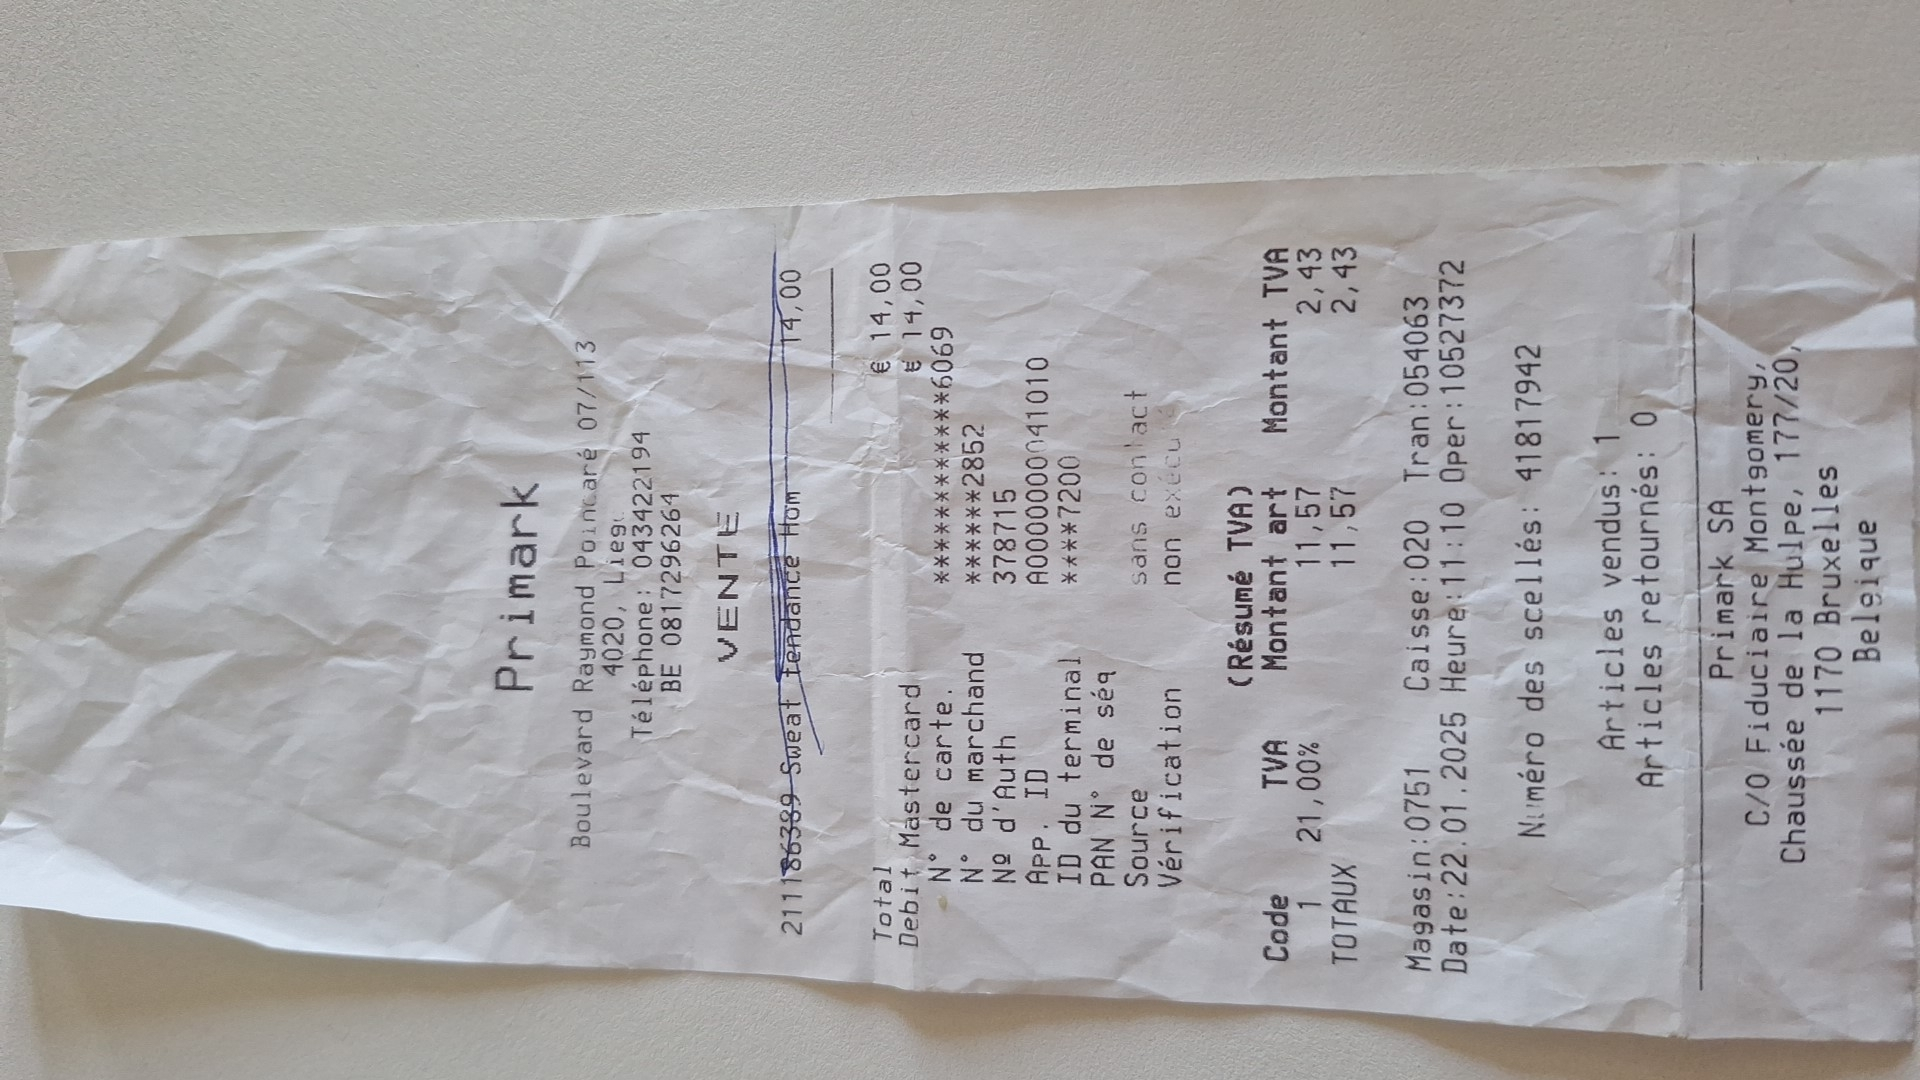 Primark
Boulevard Raymond Poincaré 07/113
4020, Lieg
Téléphone: 043422194
BE 0817296264
VENTE
211186389 Sweat tendance Hom 14,00
Total € 14,00
Debit Mastercard € 14,00
N° de carte. ***************6069
N° du marchand ******2852
Nº d'Auth 378715
App. ID A0000000041010
ID du terminal ****7200
PAN N° de séq
Source sans contact
Vérification non exécu é
(Résumé TVA)
Code TVA Montant art Montant TVA
1 21,00% 11,57 2,43
TOTAUX 11,57 2,43
Magasin:0751 Caisse:020 Tran:054063
Date:22.01.2025 Heure:11:10 Oper:10527372
Numéro des scellés: 41817942
Articles vendus: 1
Articles retournés: 0
Primark SA
C/O Fiduciaire Montgomery,
Chaussée de la Hulpe, 177/20,
1170 Bruxelles
Belgique